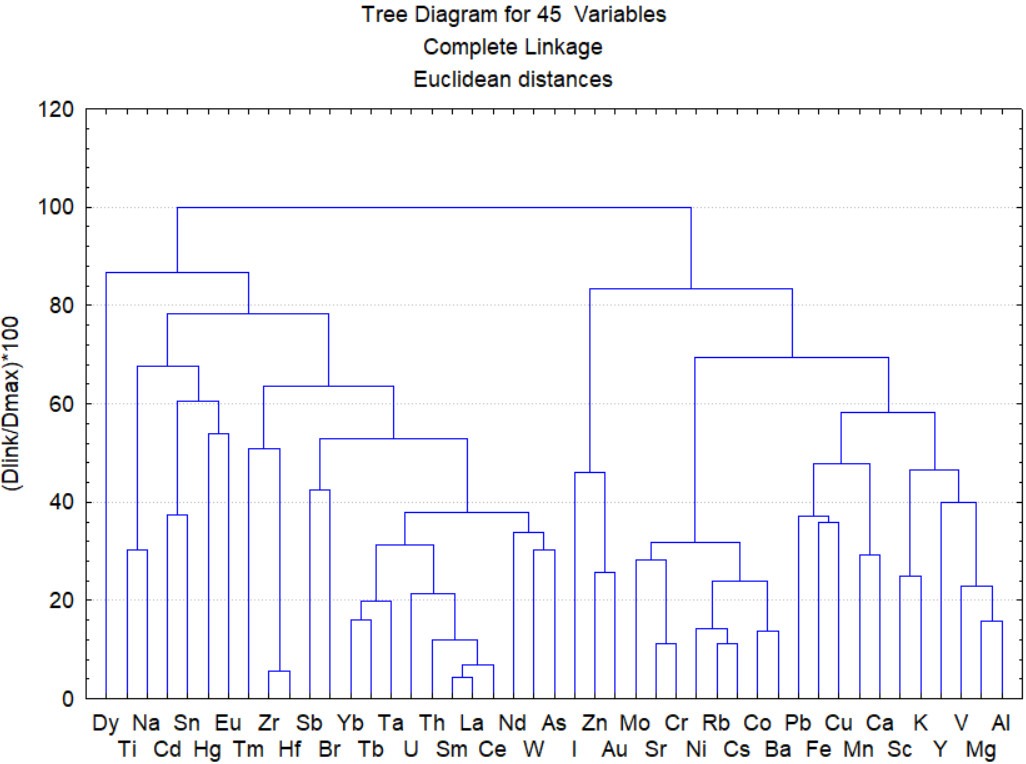 Tree Diagram for 45 Variables
Complete Linkage
Euclidean distances
120
100
80
60
40
20
0
(Dlink/Dmax)*100
Dy Na Sn Eu Zr Sb Yb Ta Th La Nd As Zn Mo Cr Rb Co Pb Cu Ca K V Al
Ti Cd Hg Tm Hf Br Tb U Sm Ce W I Au Sr Ni Cs Ba Fe Mn Sc Y Mg